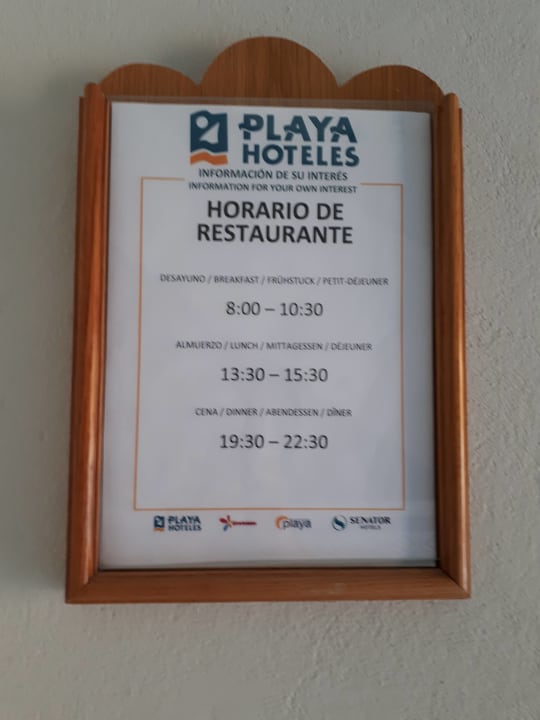 PLAYA
HOTELES
INFORMACIÓN DE SU INTERÉS
INFORMATION FOR YOUR OWN INTEREST
HORARIO DE
RESTAURANTE
DESAYUNO / BREAKFAST / FRÜHSTUCK / PETIT-DÉJEUNER
8:00 – 10:30
ALMUERZO / LUNCH / MITTAGESSEN / DÉJEUNER
13:30 – 15:30
CENA / DINNER / ABENDESSEN / DÎNER
19:30 – 22:30
PLAYA
HOTELES
playa
SENATOR
HOTELS